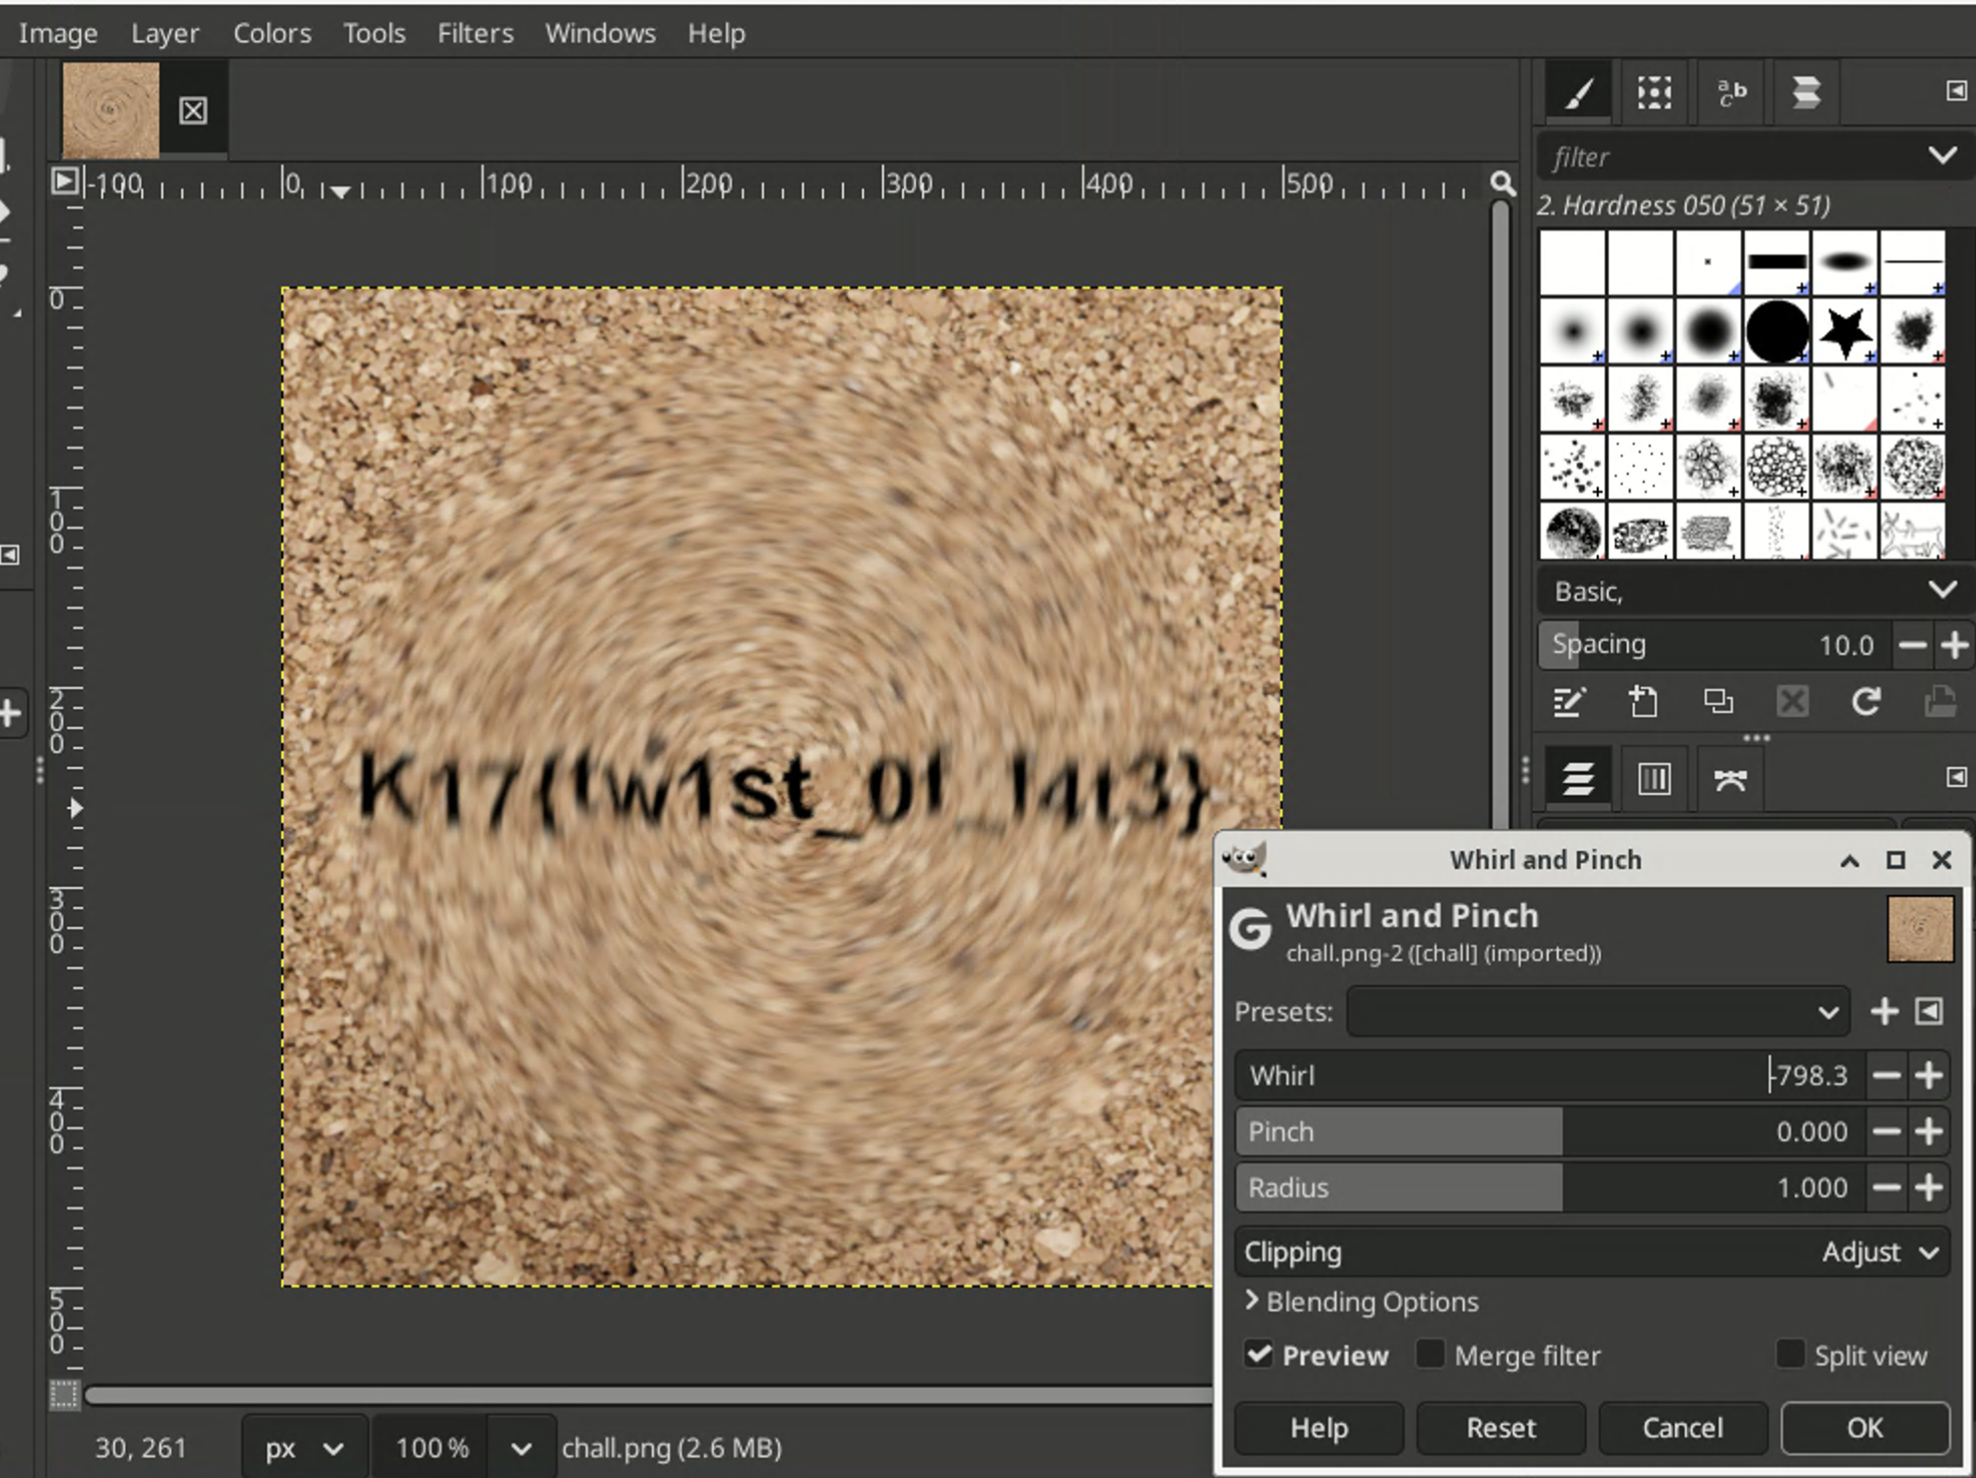 Image Layer Colors Tools Filters Windows Help
-100 0 100 200 300 400 500
filter
2. Hardness 050 (51 × 51)
0
100
200
300
400
500
Basic,
Spacing 10.0
K17{tw1st_0f_f4t3}
Whirl and Pinch
Whirl and Pinch
chall.png-2 ([chall] (imported))
Presets:
Whirl -798.3
Pinch 0.000
Radius 1.000
Clipping Adjust
Blending Options
Preview Merge filter Split view
Help Reset Cancel OK
30, 261 px 100 % chall.png (2.6 MB)